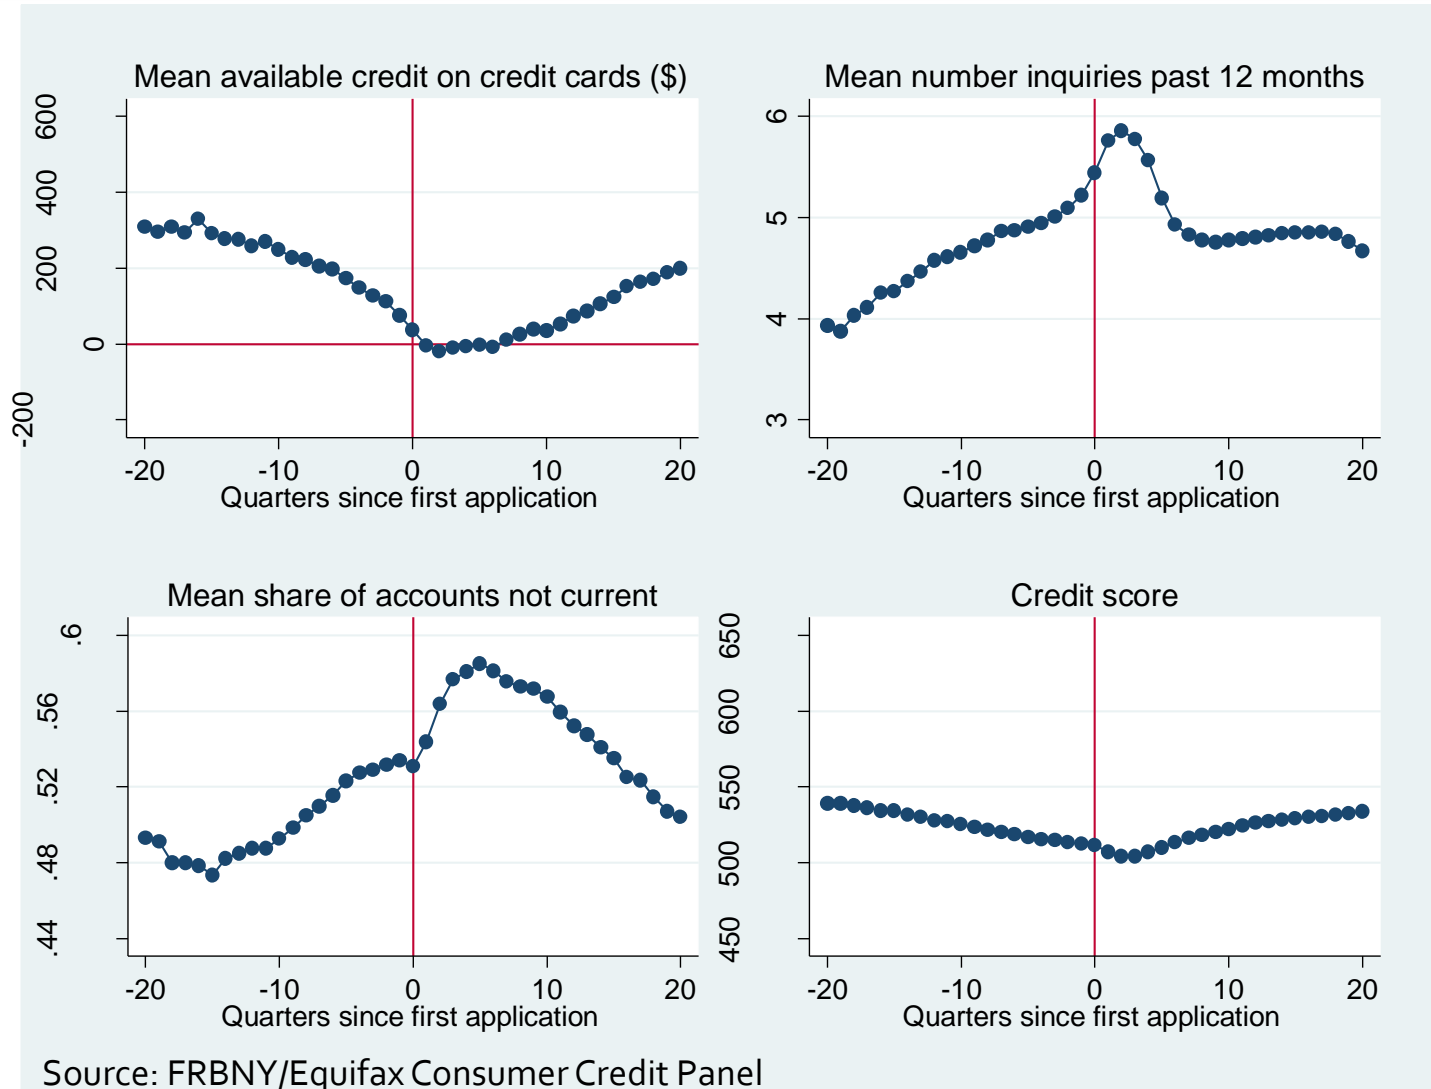 Mean available credit on credit cards ($)
600
400
200
0
-200
-20 -10 0 10 20
Quarters since first application
Mean number inquiries past 12 months
6
5
4
3
-20 -10 0 10 20
Quarters since first application
Mean share of accounts not current
.6
.56
.52
.48
.44
-20 -10 0 10 20
Quarters since first application
Credit score
650
600
550
500
450
-20 -10 0 10 20
Quarters since first application
Source: FRBNY/Equifax Consumer Credit Panel